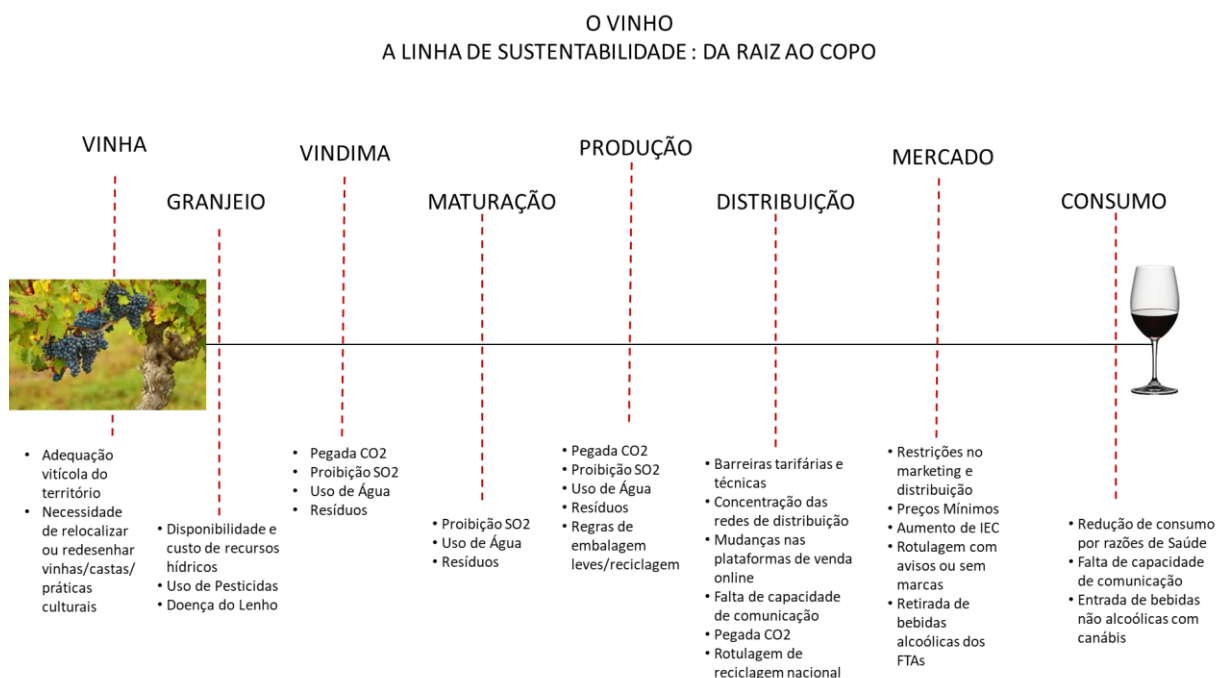 O VINHO
A LINHA DE SUSTENTABILIDADE : DA RAIZ AO COPO
VINHA
GRANJEIO
VINDIMA
MATURAÇÃO
PRODUÇÃO
DISTRIBUIÇÃO
MERCADO
CONSUMO
• Adequação
vitícola do
território
• Necessidade
de relocalizar
ou redesenhar
vinhas/castas/
práticas
culturais
• Disponibilidade e
custo de recursos
hídricos
• Uso de Pesticidas
• Doença do Lenho
• Pegada CO2
• Proibição SO2
• Uso de Água
• Resíduos
• Proibição SO2
• Uso de Água
• Resíduos
• Pegada CO2
• Proibição SO2
• Uso de Água
• Resíduos
• Regras de
embalagem
leves/reciclagem
• Barreiras tarifárias e
técnicas
• Concentração das
redes de distribuição
• Mudanças nas
plataformas de venda
online
• Falta de capacidade
de comunicação
• Pegada CO2
• Rotulagem de
reciclagem nacional
• Restrições no
marketing e
distribuição
• Preços Mínimos
• Aumento de IEC
• Rotulagem com
avisos ou sem
marcas
• Retirada de
bebidas
alcoólicas dos
FTAs
• Redução de consumo
por razões de Saúde
• Falta de capacidade
de comunicação
• Entrada de bebidas
não alcoólicas com
canábis